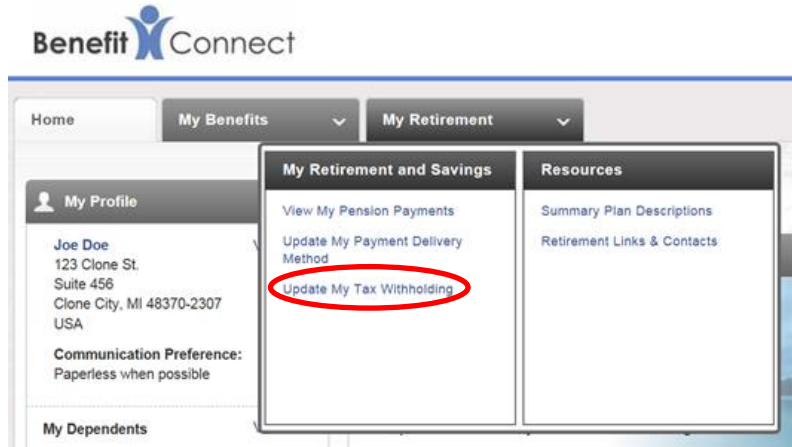 Benefit Connect
Home
My Benefits
My Retirement
My Retirement and Savings
View My Pension Payments
Update My Payment Delivery
Method
Update My Tax Withholding
Resources
Summary Plan Descriptions
Retirement Links & Contacts
My Profile
Joe Doe
123 Clone St.
Suite 456
Clone City, MI 48370-2307
USA
Communication Preference:
Paperless when possible
My Dependents